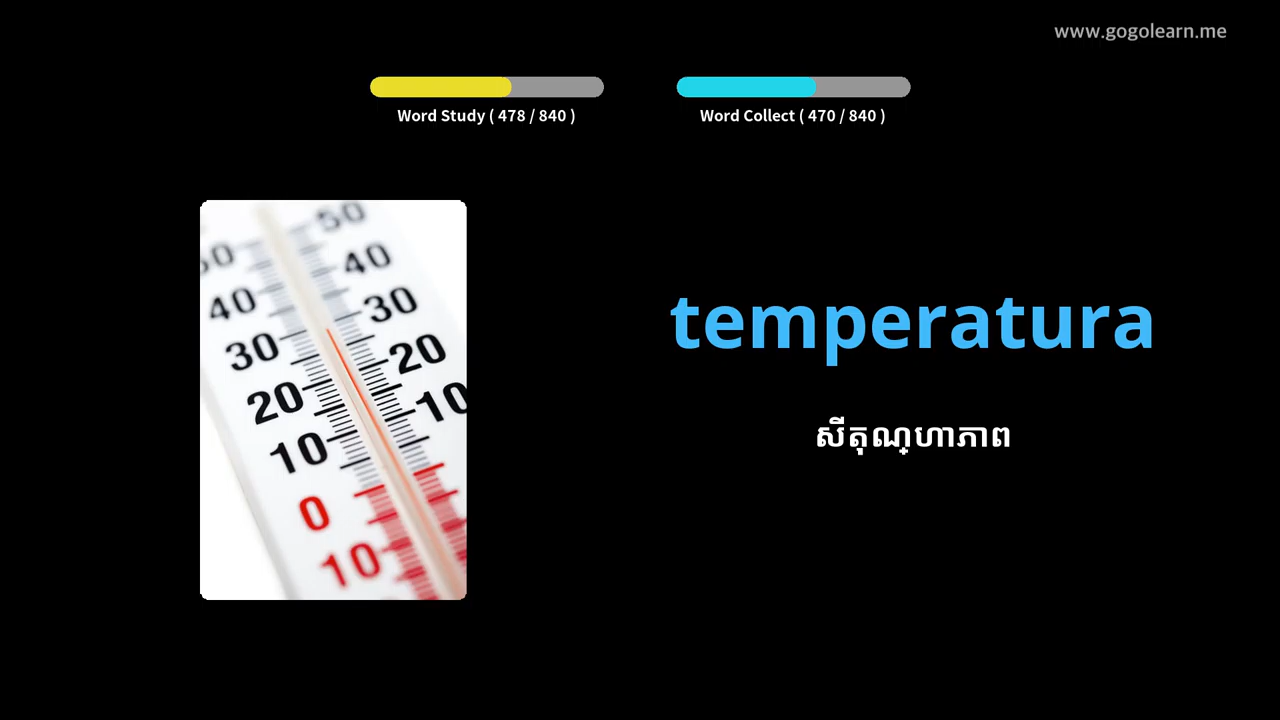 www.gogolearn.me
Word Study ( 478 / 840 )
Word Collect ( 470 / 840 )
50
50
40
40
30
30
20
20
10
10
0
10
temperatura
សីតុណ្ហាភាព